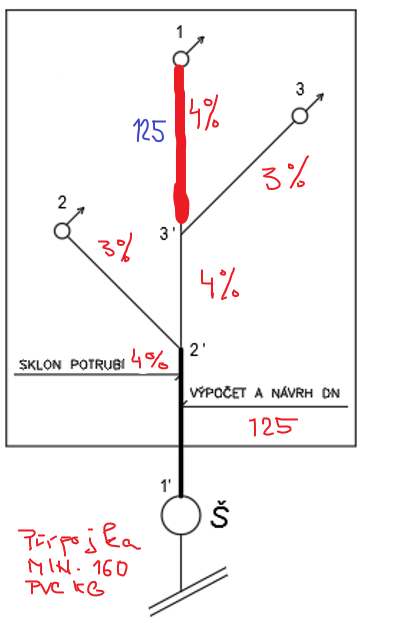 1
4%
125
3
3%
2
3%
3'
4%
2'
SKLON POTRUBÍ 4%
VÝPOČET A NÁVRH DN
125
1'
Š
Přípojka
MIN. 160
PVC KG